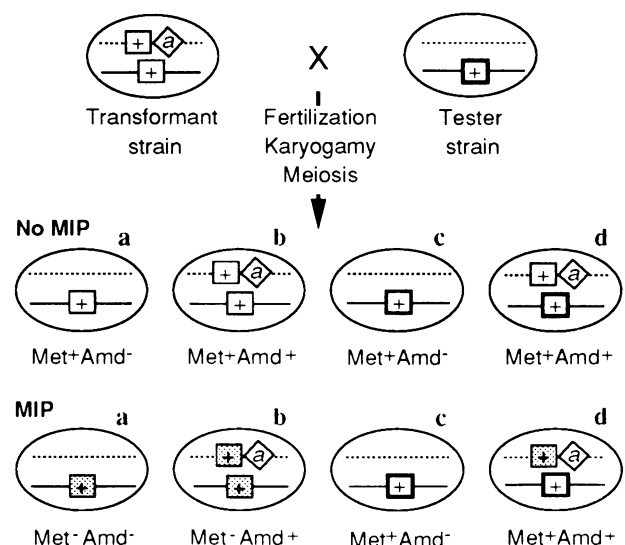 + a
+ X +
Transformant Fertilization Tester
strain Karyogamy strain
Meiosis
No MIP a b c d
+ a + a
+ + + +
Met+Amd- Met+Amd+ Met+Amd- Met+Amd+
MIP a b c d
+ a + a
+ + + +
Met-Amd- Met-Amd+ Met+Amd- Met+Amd+